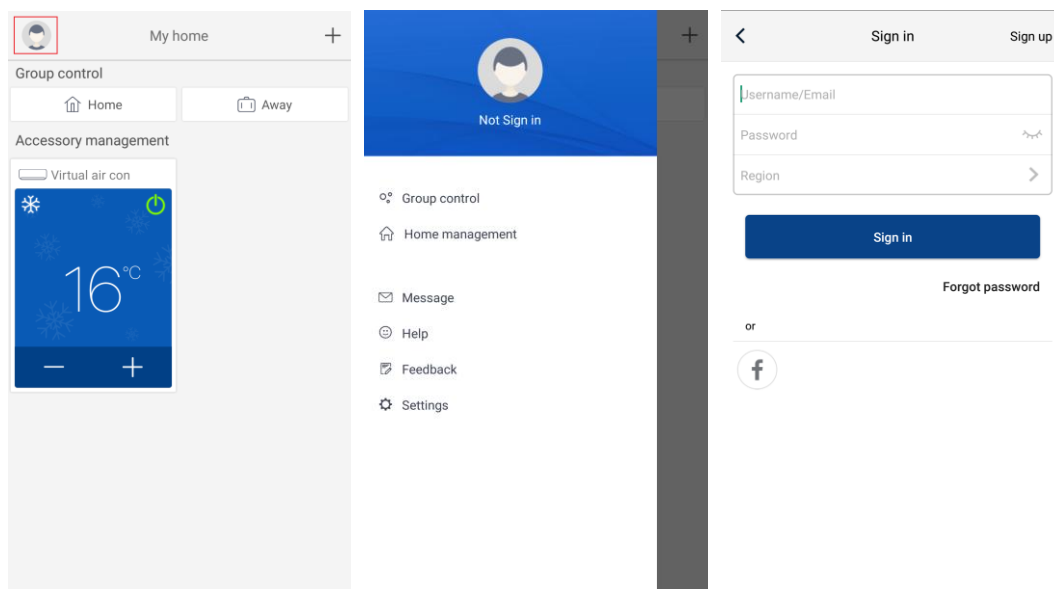 My home
Group control
Home
Away
Accessory management
Virtual air con
16°C
Not Sign in
Group control
Home management
Message
Help
Feedback
Settings
Sign in
Sign up
Username/Email
Password
Region
Sign in
Forgot password
or